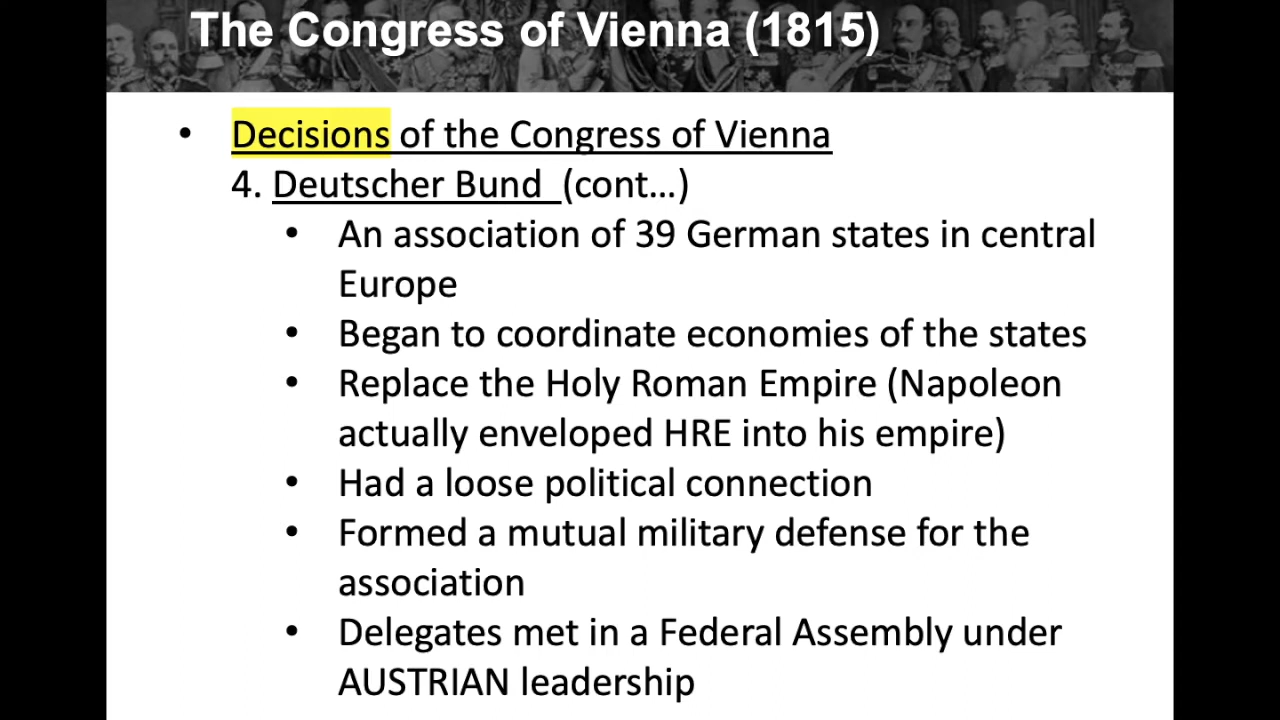 The Congress of Vienna (1815)
• Decisions of the Congress of Vienna
4. Deutscher Bund (cont...)
• An association of 39 German states in central
Europe
• Began to coordinate economies of the states
• Replace the Holy Roman Empire (Napoleon
actually enveloped HRE into his empire)
• Had a loose political connection
• Formed a mutual military defense for the
association
• Delegates met in a Federal Assembly under
AUSTRIAN leadership